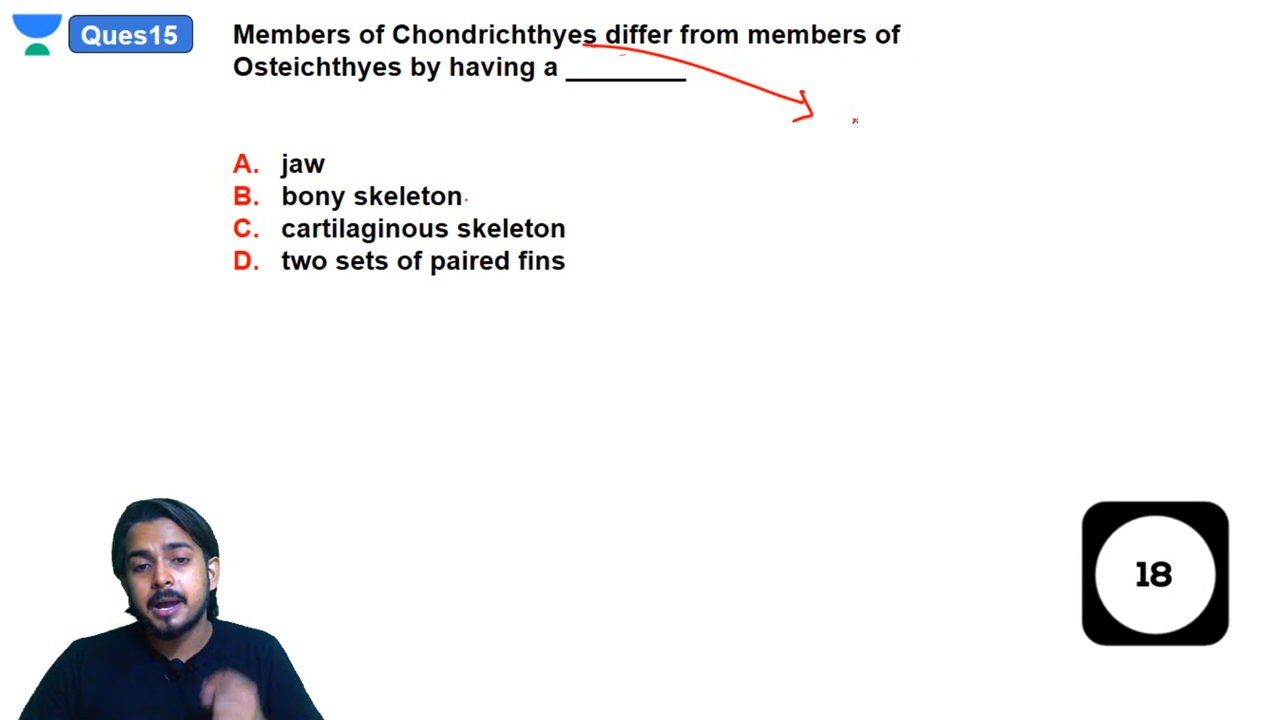 Ques15
Members of Chondrichthyes differ from members of
Osteichthyes by having a ________
A. jaw
B. bony skeleton
C. cartilaginous skeleton
D. two sets of paired fins
18